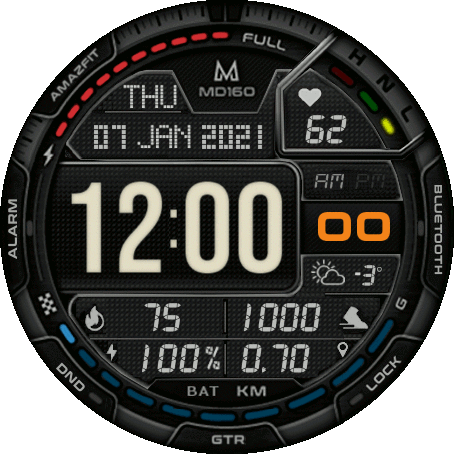 AMAZFIT
FULL
H N L
MD160
THU
07 JAN 2021
62
AM PM
12:00
00
-3°
ALARM
BLUETOOTH
75
1000
100%
0.70
G
BAT KM
DND
LOCK
GTR